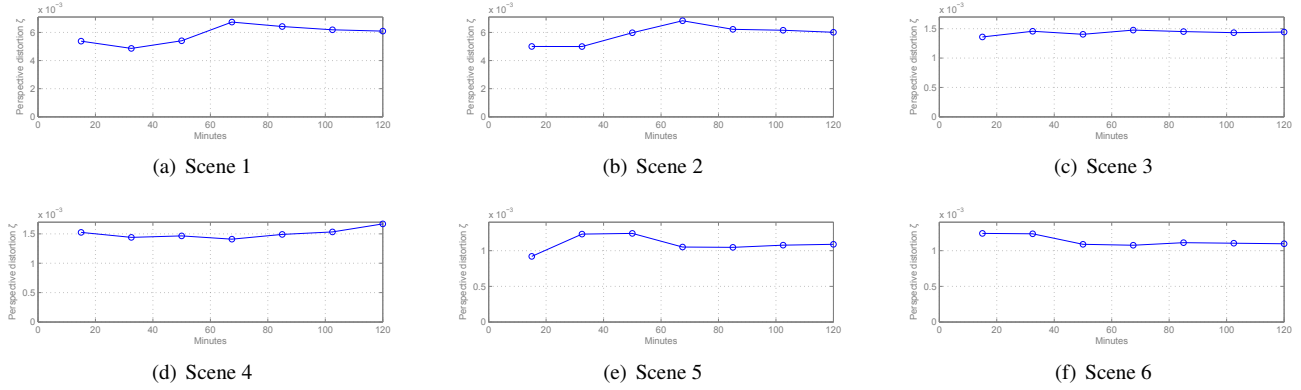 x 10⁻³
Perspective distortion ζ
6
4
2
0
0 20 40 60 80 100 120
Minutes
(a) Scene 1
x 10⁻³
Perspective distortion ζ
6
4
2
0
0 20 40 60 80 100 120
Minutes
(b) Scene 2
x 10⁻³
Perspective distortion ζ
1.5
1
0.5
0
0 20 40 60 80 100 120
Minutes
(c) Scene 3
x 10⁻³
Perspective distortion ζ
1.5
1
0.5
0
0 20 40 60 80 100 120
Minutes
(d) Scene 4
x 10⁻³
Perspective distortion ζ
1
0.5
0
0 20 40 60 80 100 120
Minutes
(e) Scene 5
x 10⁻³
Perspective distortion ζ
1
0.5
0
0 20 40 60 80 100 120
Minutes
(f) Scene 6